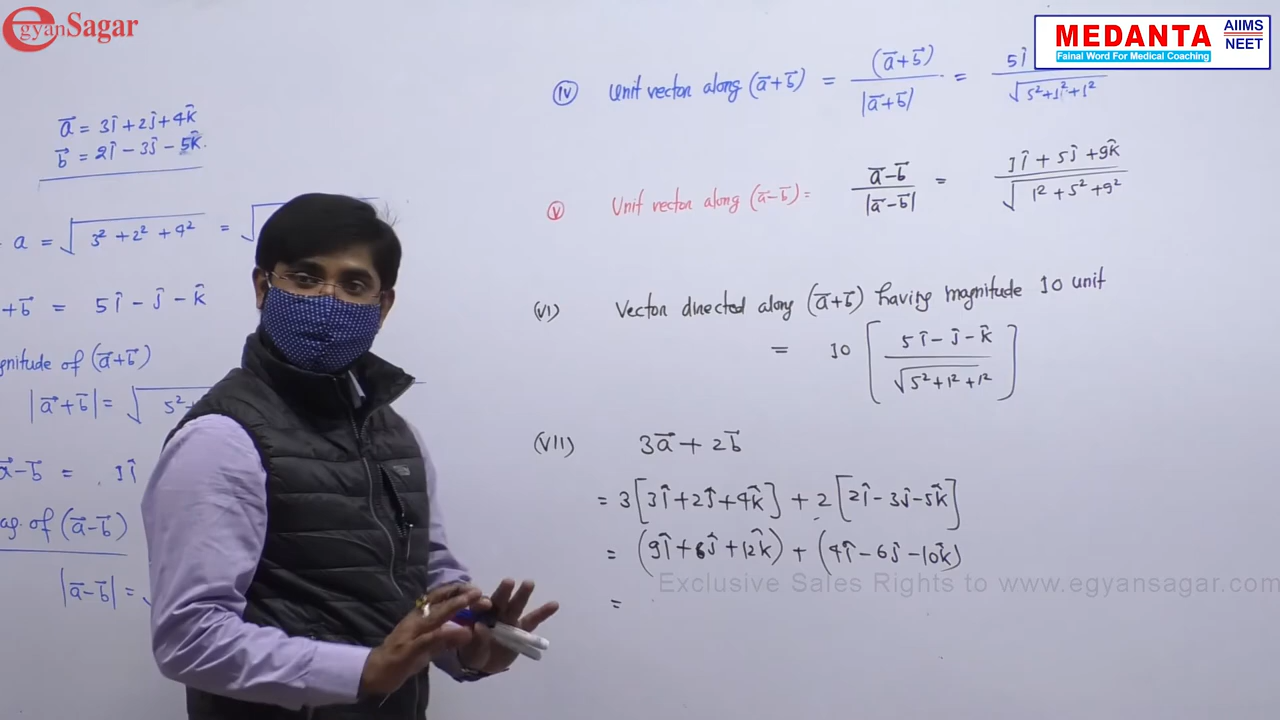 egyanSagar
MEDANTA AIIMS NEET
Fainal Word For Medical Coaching
a⃗ = 3î + 2ĵ + 4k̂
b⃗ = 2î - 3ĵ - 5k̂
a = √(3² + 2² + 4²) = √
+ b⃗ = 5î - ĵ - k̂
gnitude of (a⃗+b⃗)
|a⃗+b⃗| = √ 5²+
a⃗-b⃗ = 1î
ag. of (a⃗-b⃗)
|a⃗-b⃗| = √
(iv) Unit vector along (a⃗+b⃗) = (a⃗+b⃗) / |a⃗+b⃗| = 5î / √(5²+1²+1²)
(v) Unit vector along (a⃗-b⃗) = a⃗-b⃗ / |a⃗-b⃗| = 1î + 5ĵ + 9k̂ / √(1² + 5² + 9²)
(VI) Vector directed along (a⃗+b⃗) having magnitude 10 unit
= 10 [5î - ĵ - k̂ / √(5²+1²+1²)]
(VII) 3a⃗ + 2b⃗
= 3[3î+2ĵ+4k̂] + 2[2î-3ĵ-5k̂]
= (9î+6ĵ+12k̂) + (4î-6ĵ-10k̂)
=
Exclusive Sales Rights to www.egyansagar.com